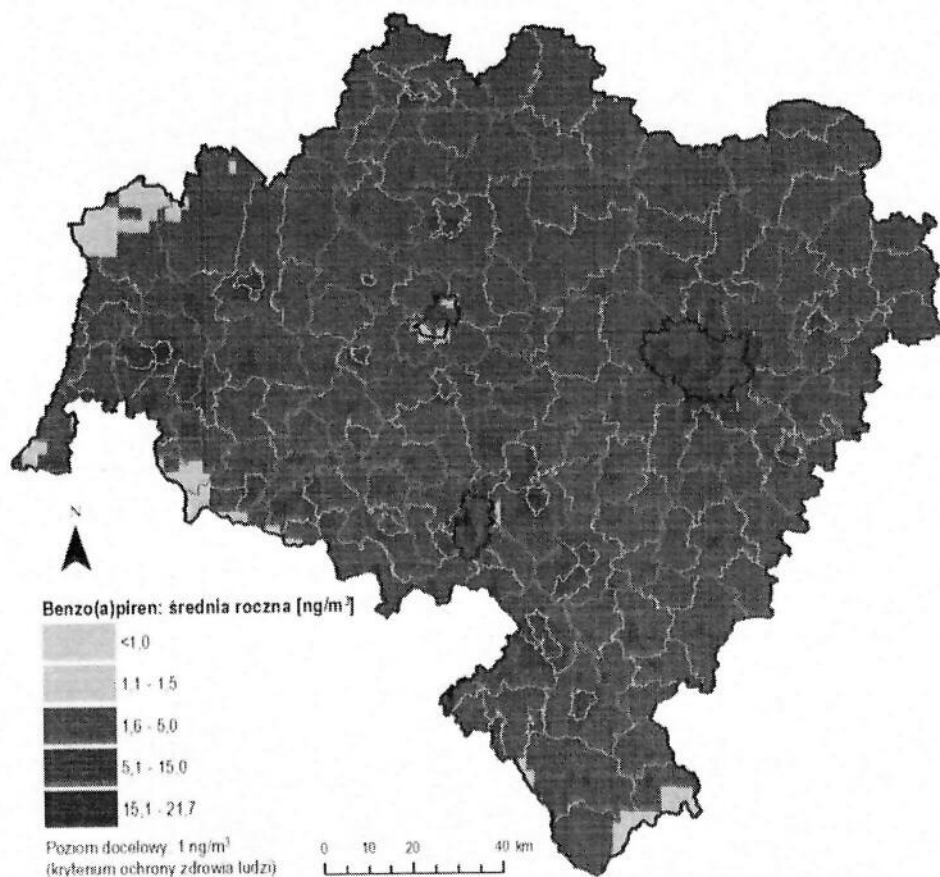 N
Benzo(a)piren: średnia roczna [ng/m³]
<1,0
1,1 - 1,5
1,6 - 5,0
5,1 - 15,0
15,1 - 21,7
Poziom docelowy: 1 ng/m³
(kryterium ochrony zdrowia ludzi)
0 10 20 40 km